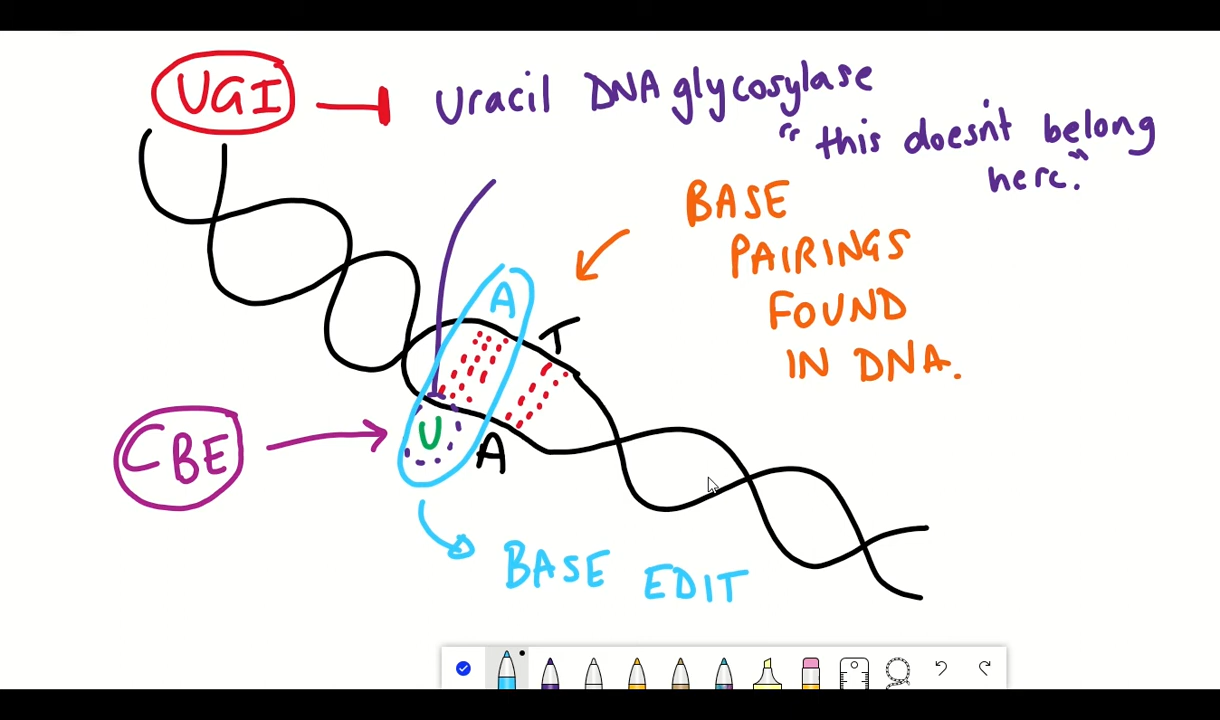 UGI
Uracil DNA glycosylase
"this doesn't belong
here."
BASE
PAIRINGS
FOUND
IN DNA.
A
T
CBE
U
A
BASE EDIT